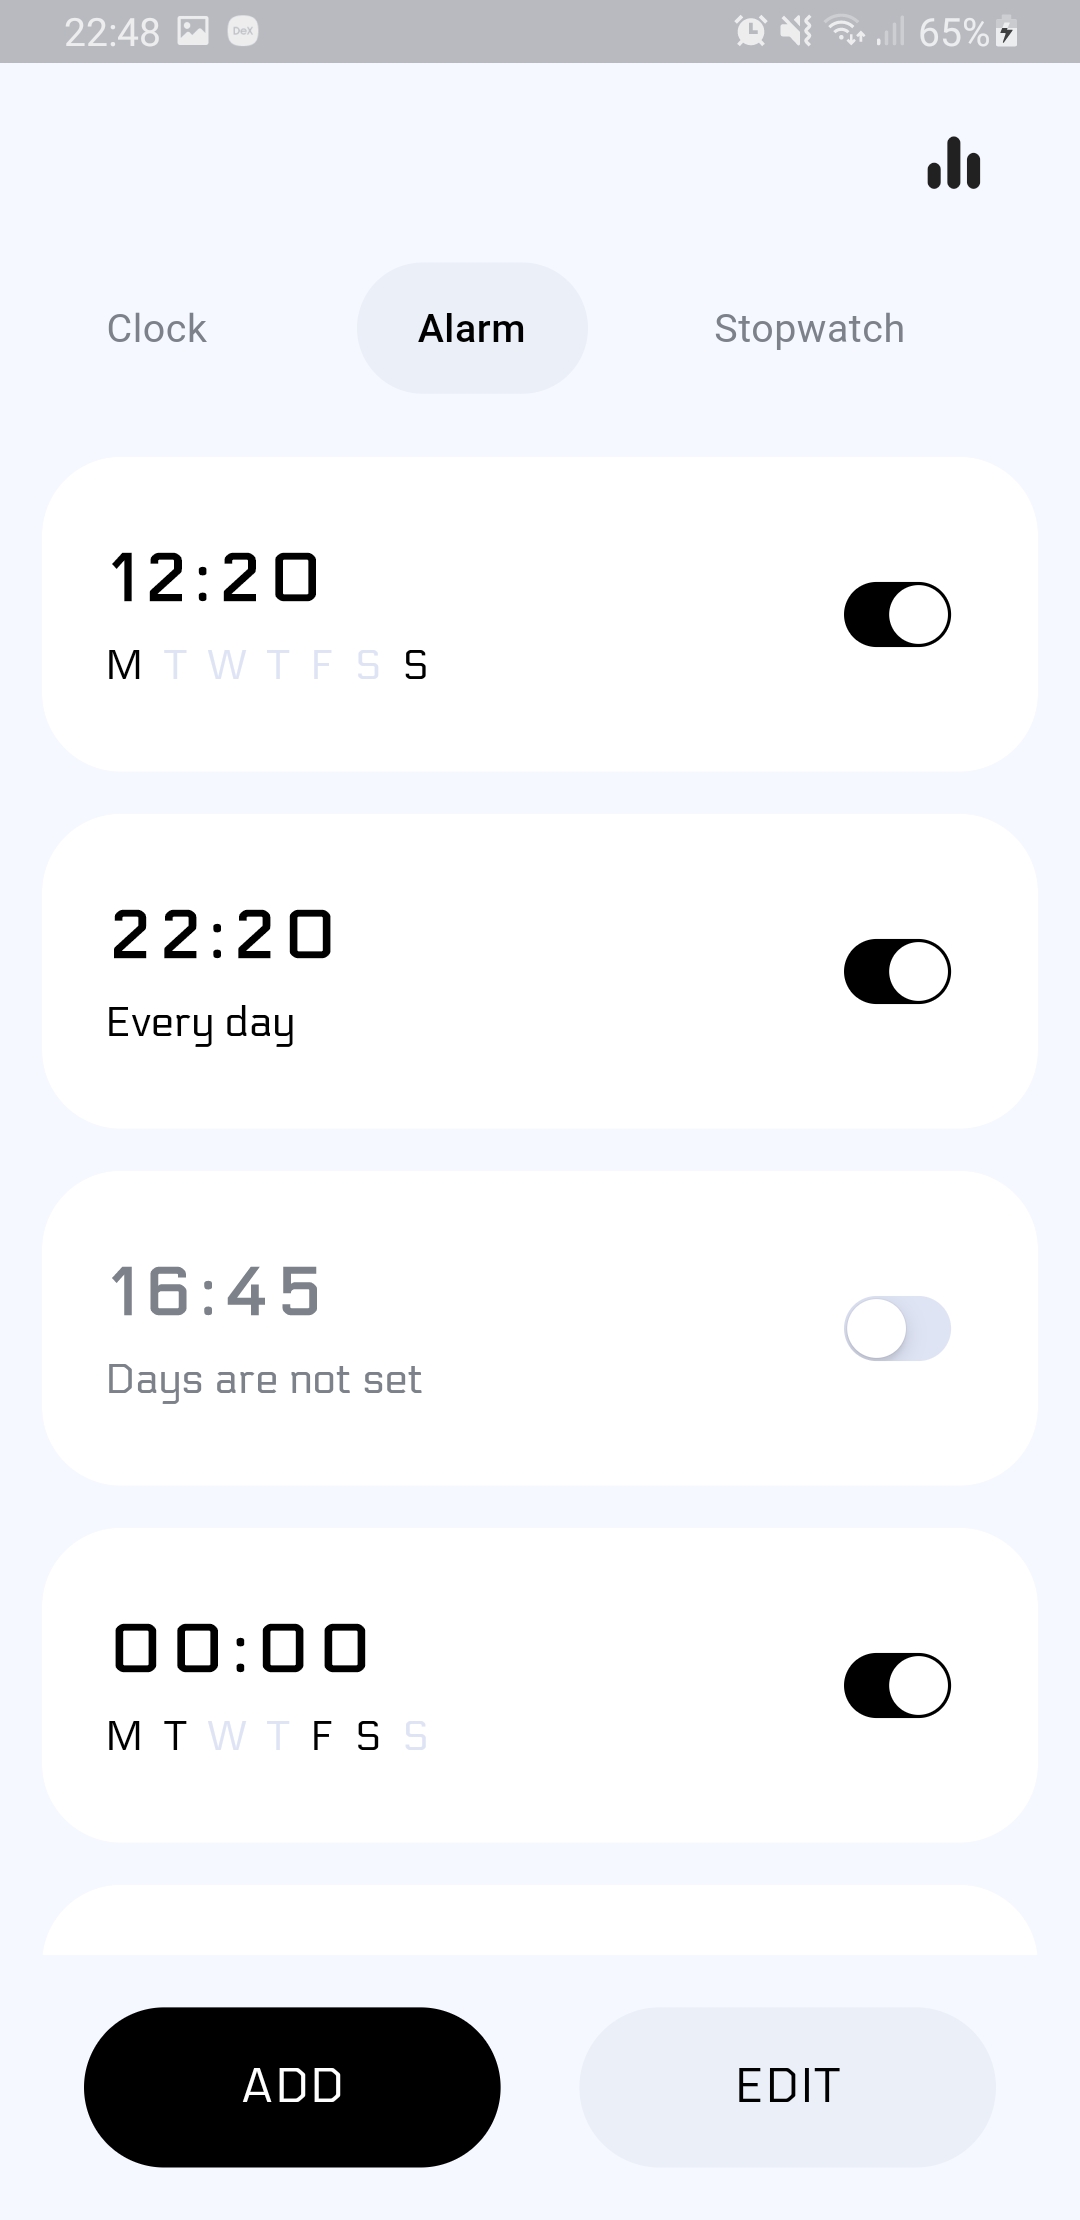 22:48 DeX 65%
Clock Alarm Stopwatch
12:20
M T W T F S S
22:20
Every day
16:45
Days are not set
00:00
M T W T F S S
ADD EDIT